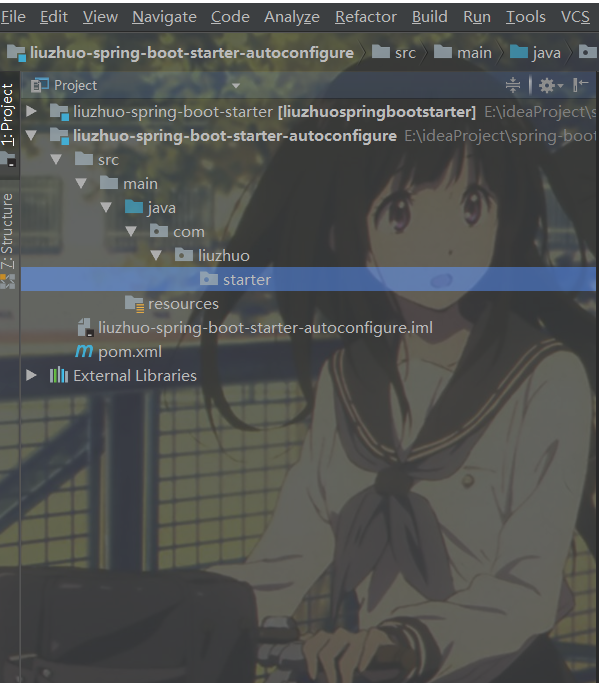 File Edit View Navigate Code Analyze Refactor Build Run Tools VCS
liuzhuo-spring-boot-starter-autoconfigure src main java
1: Project
Project
liuzhuo-spring-boot-starter [liuzhuospringbootstarter] E:\ideaProject\s
liuzhuo-spring-boot-starter-autoconfigure E:\ideaProject\spring-boo
src
main
java
com
liuzhuo
starter
resources
liuzhuo-spring-boot-starter-autoconfigure.iml
pom.xml
External Libraries
7: Structure